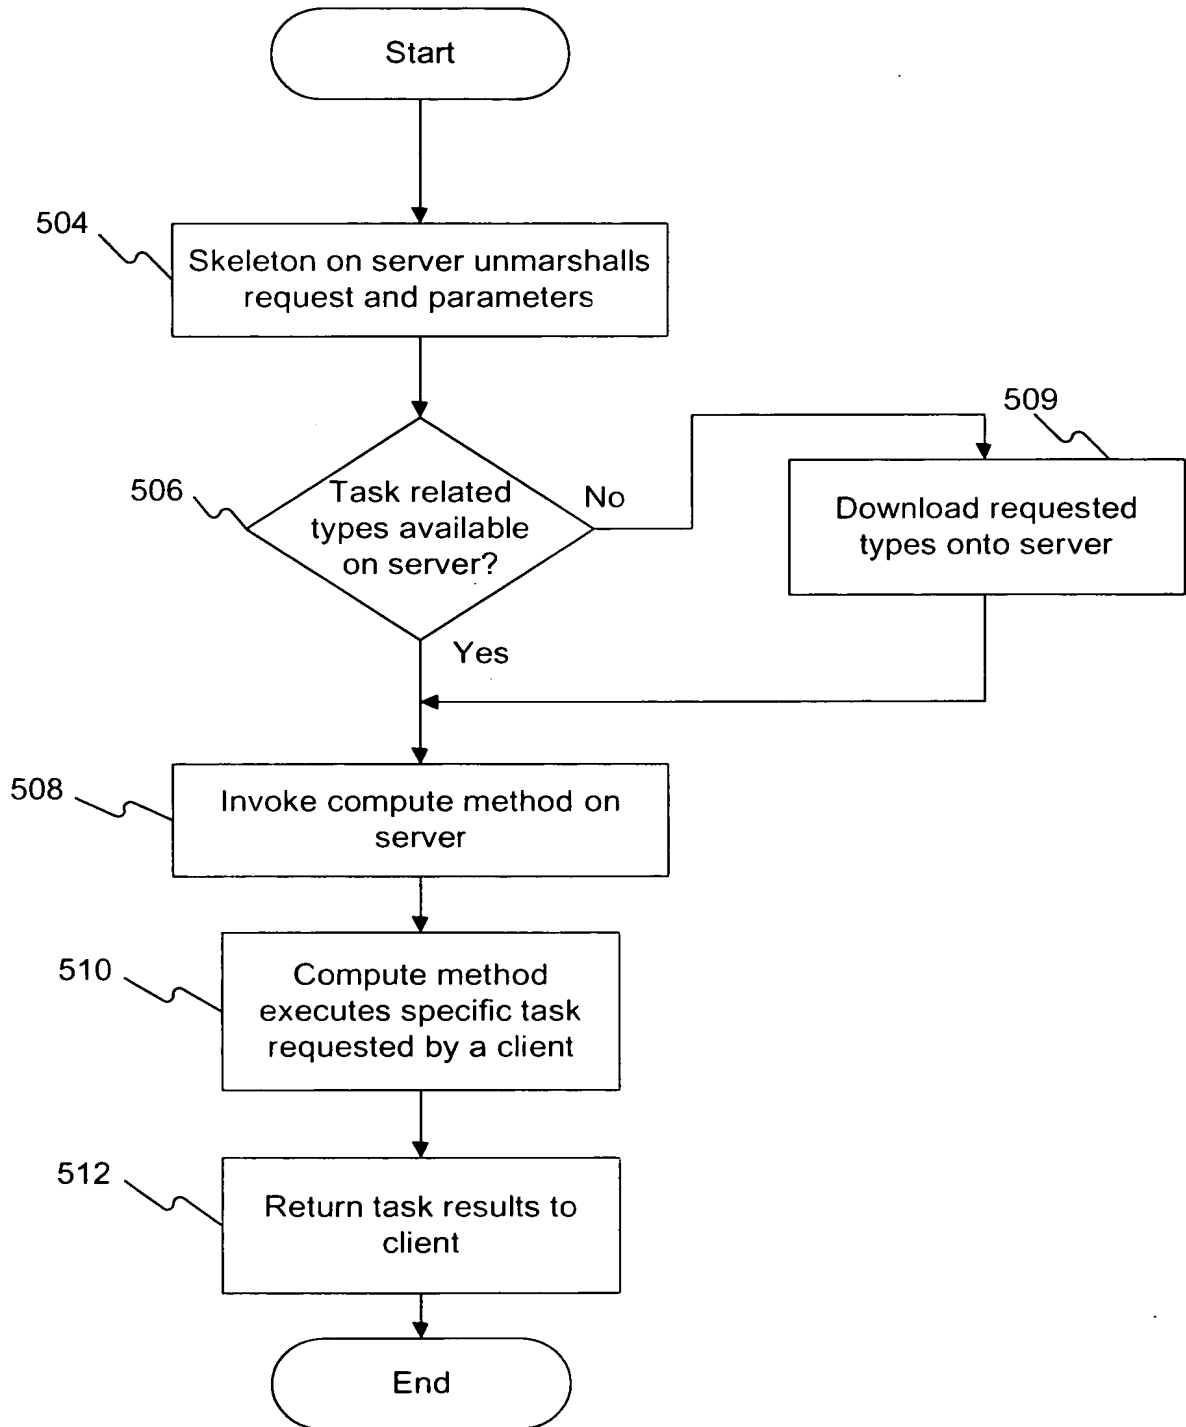 Start
504
Skeleton on server unmarshalls
request and parameters
509
506
Task related
types available
on server?
No
Download requested
types onto server
Yes
508
Invoke compute method on
server
510
Compute method
executes specific task
requested by a client
512
Return task results to
client
End